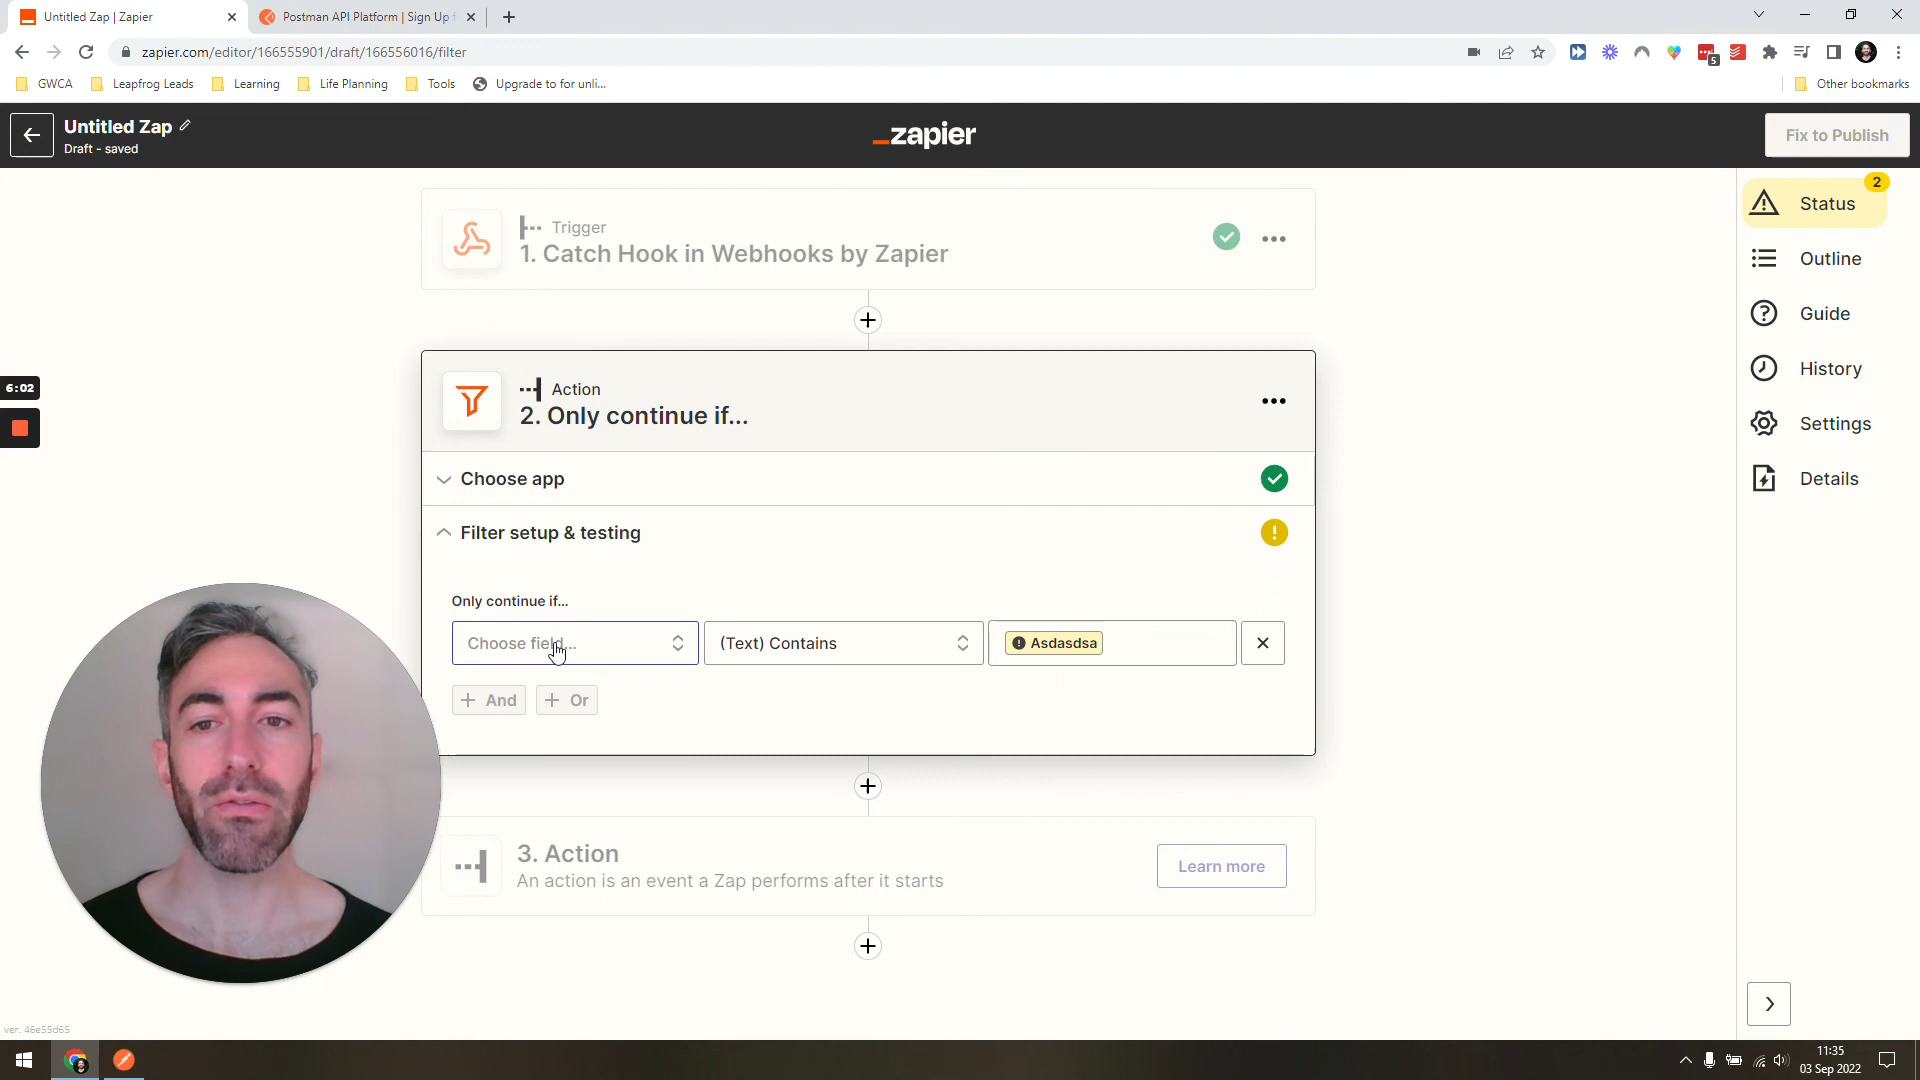 Untitled Zap | Zapier
Postman API Platform | Sign Up f
zapier.com/editor/166555901/draft/166556016/filter
5
GWCA
Leapfrog Leads
Learning
Life Planning
Tools
Upgrade to for unli...
Other bookmarks
Untitled Zap
Draft - saved
zapier
Fix to Publish
Trigger
1. Catch Hook in Webhooks by Zapier
2
Status
Outline
Guide
History
Settings
Details
6:02
Action
2. Only continue if...
Choose app
Filter setup & testing
Only continue if...
Choose field...
(Text) Contains
Asdasdsa
And
Or
3. Action
An action is an event a Zap performs after it starts
Learn more
ver. 46e55d65
11:35
03 Sep 2022